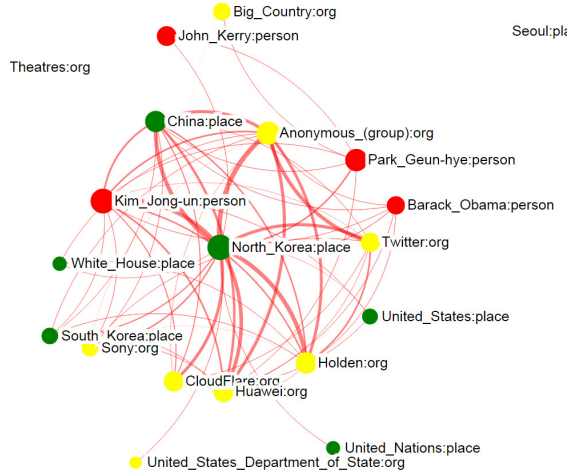 Big_Country:org
John_Kerry:person
Seoul:pla
Theatres:org
China:place
Anonymous_(group):org
Park_Geun-hye:person
Kim_Jong-un:person
Barack_Obama:person
North_Korea:place
Twitter:org
White_House:place
United_States:place
South_Korea:place
Sony:org
Holden:org
CloudFlare:org
Huawei:org
United_Nations:place
United_States_Department_of_State:org